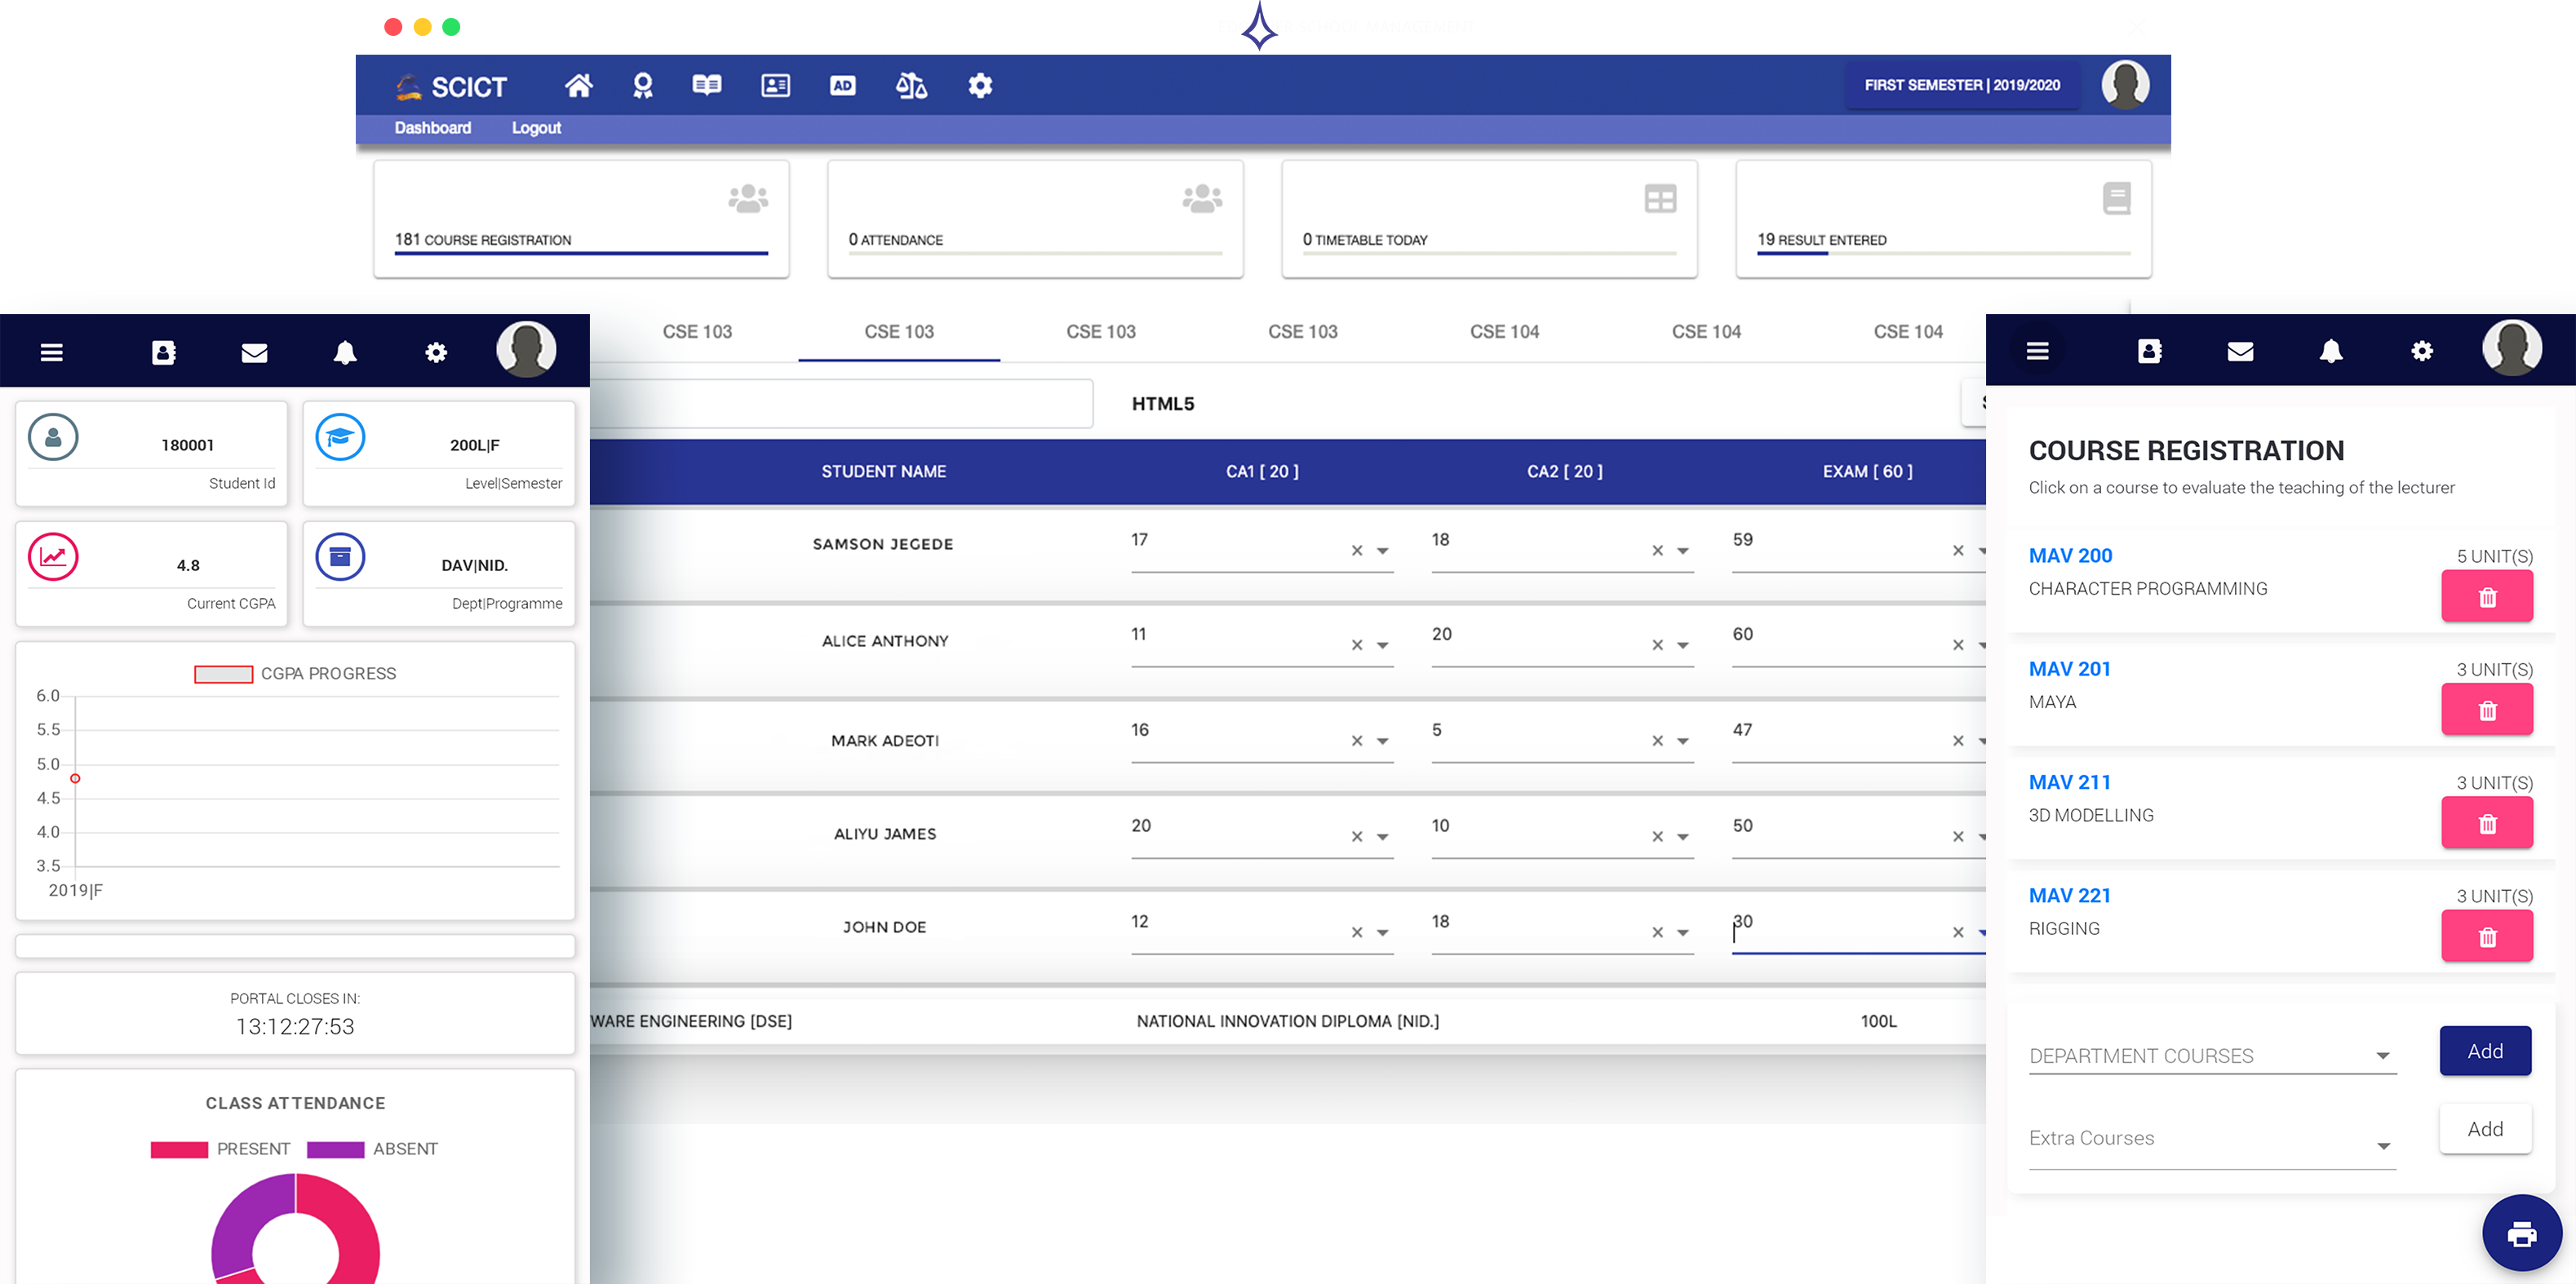 SCICT
AD
FIRST SEMESTER | 2019/2020
Dashboard Logout
181 COURSE REGISTRATION
0 ATTENDANCE
0 TIMETABLE TODAY
19 RESULT ENTERED
CSE 103 CSE 103 CSE 103 CSE 103 CSE 104 CSE 104 CSE 104
HTML5
STUDENT NAME CA1 [ 20 ] CA2 [ 20 ] EXAM [ 60 ]
SAMSON JEGEDE 17 18 59
ALICE ANTHONY 11 20 60
MARK ADEOTI 16 5 47
ALIYU JAMES 20 10 50
JOHN DOE 12 18 30
WARE ENGINEERING [DSE] NATIONAL INNOVATION DIPLOMA [NID.] 100L
180001
Student Id
200L|F
Level|Semester
4.8
Current CGPA
DAV|NID.
Dept|Programme
CGPA PROGRESS
6.0
5.5
5.0
4.5
4.0
3.5
2019|F
PORTAL CLOSES IN:
13:12:27:53
CLASS ATTENDANCE
PRESENT ABSENT
COURSE REGISTRATION
Click on a course to evaluate the teaching of the lecturer
MAV 200 5 UNIT(S)
CHARACTER PROGRAMMING
MAV 201 3 UNIT(S)
MAYA
MAV 211 3 UNIT(S)
3D MODELLING
MAV 221 3 UNIT(S)
RIGGING
DEPARTMENT COURSES Add
Extra Courses Add